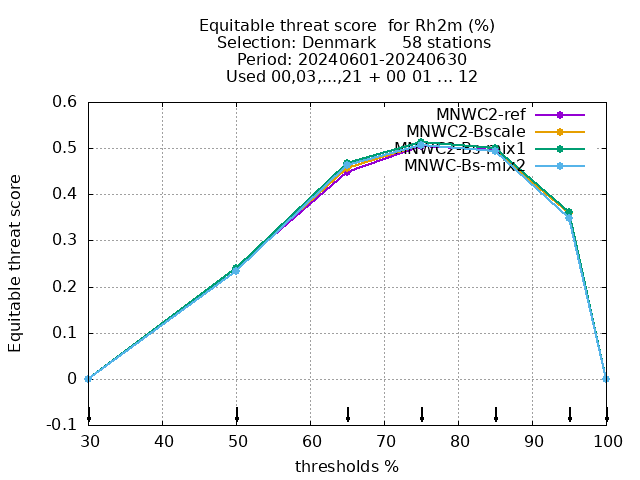 Equitable threat score  for Rh2m (%)
Selection: Denmark     58 stations
Period: 20240601-20240630
Used 00,03,...,21 + 00 01 ... 12
MNWC2-ref
MNWC2-Bscale
MNWC2-Bs-mix1
MNWC-Bs-mix2
Equitable threat score
0.6
0.5
0.4
0.3
0.2
0.1
0
-0.1
30 40 50 60 70 80 90 100
thresholds %